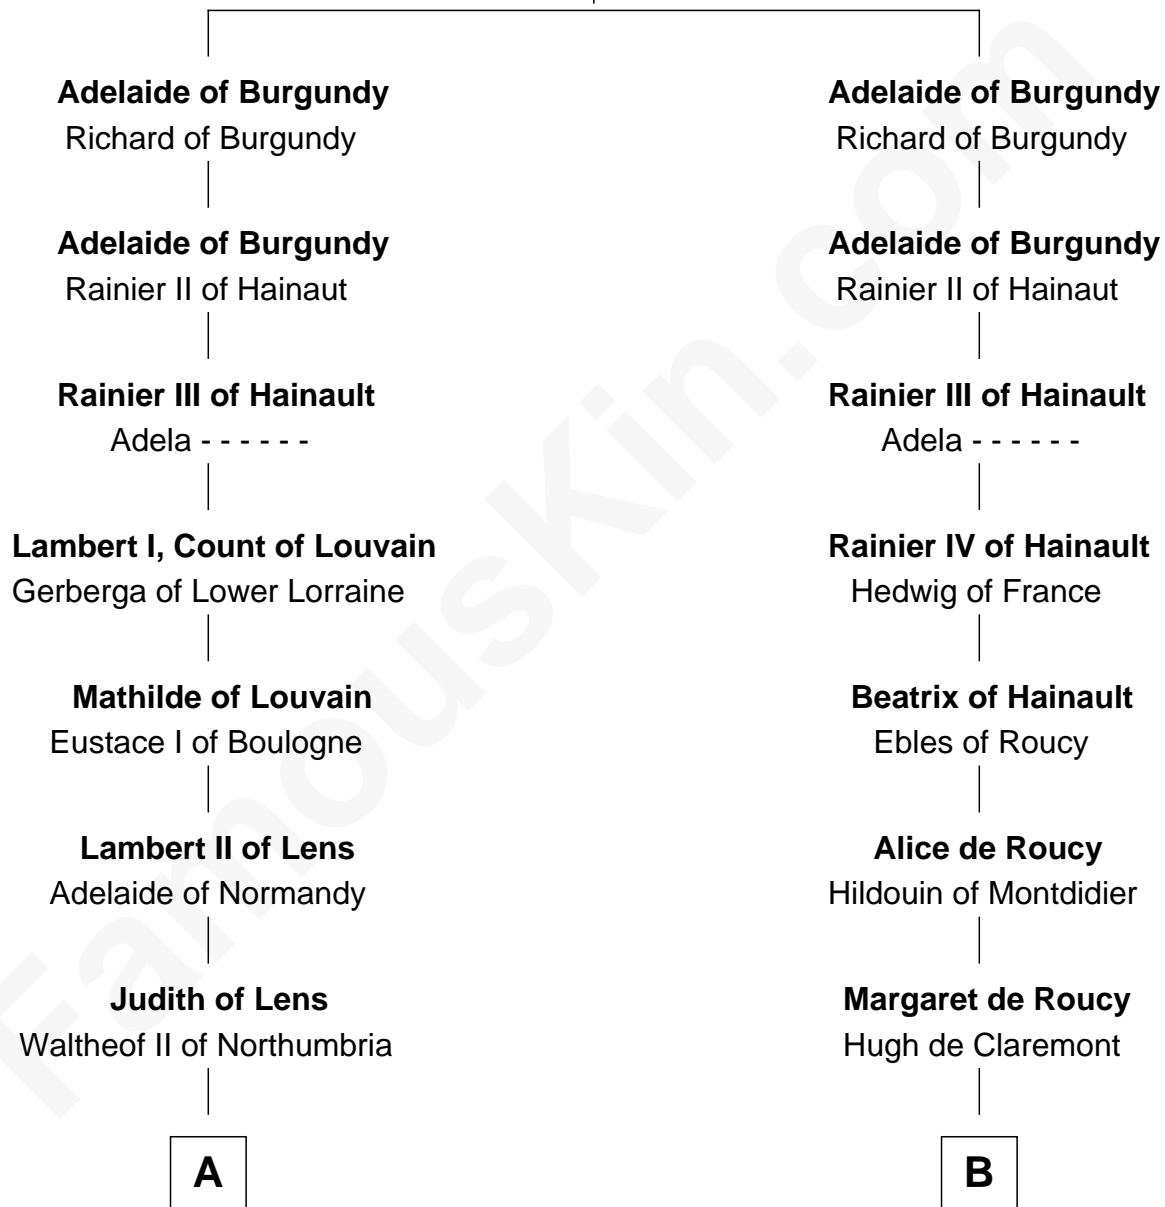 Adelaide of Burgundy
Richard of Burgundy
Adelaide of Burgundy
Rainier II of Hainaut
Rainier III of Hainault
Adela - - - - - -
Lambert I, Count of Louvain
Gerberga of Lower Lorraine
Mathilde of Louvain
Eustace I of Boulogne
Lambert II of Lens
Adelaide of Normandy
Judith of Lens
Waltheof II of Northumbria
A
Adelaide of Burgundy
Richard of Burgundy
Adelaide of Burgundy
Rainier II of Hainaut
Rainier III of Hainault
Adela - - - - - -
Rainier IV of Hainault
Hedwig of France
Beatrix of Hainault
Ebles of Roucy
Alice de Roucy
Hildouin of Montdidier
Margaret de Roucy
Hugh de Claremont
B
FamousKin.com